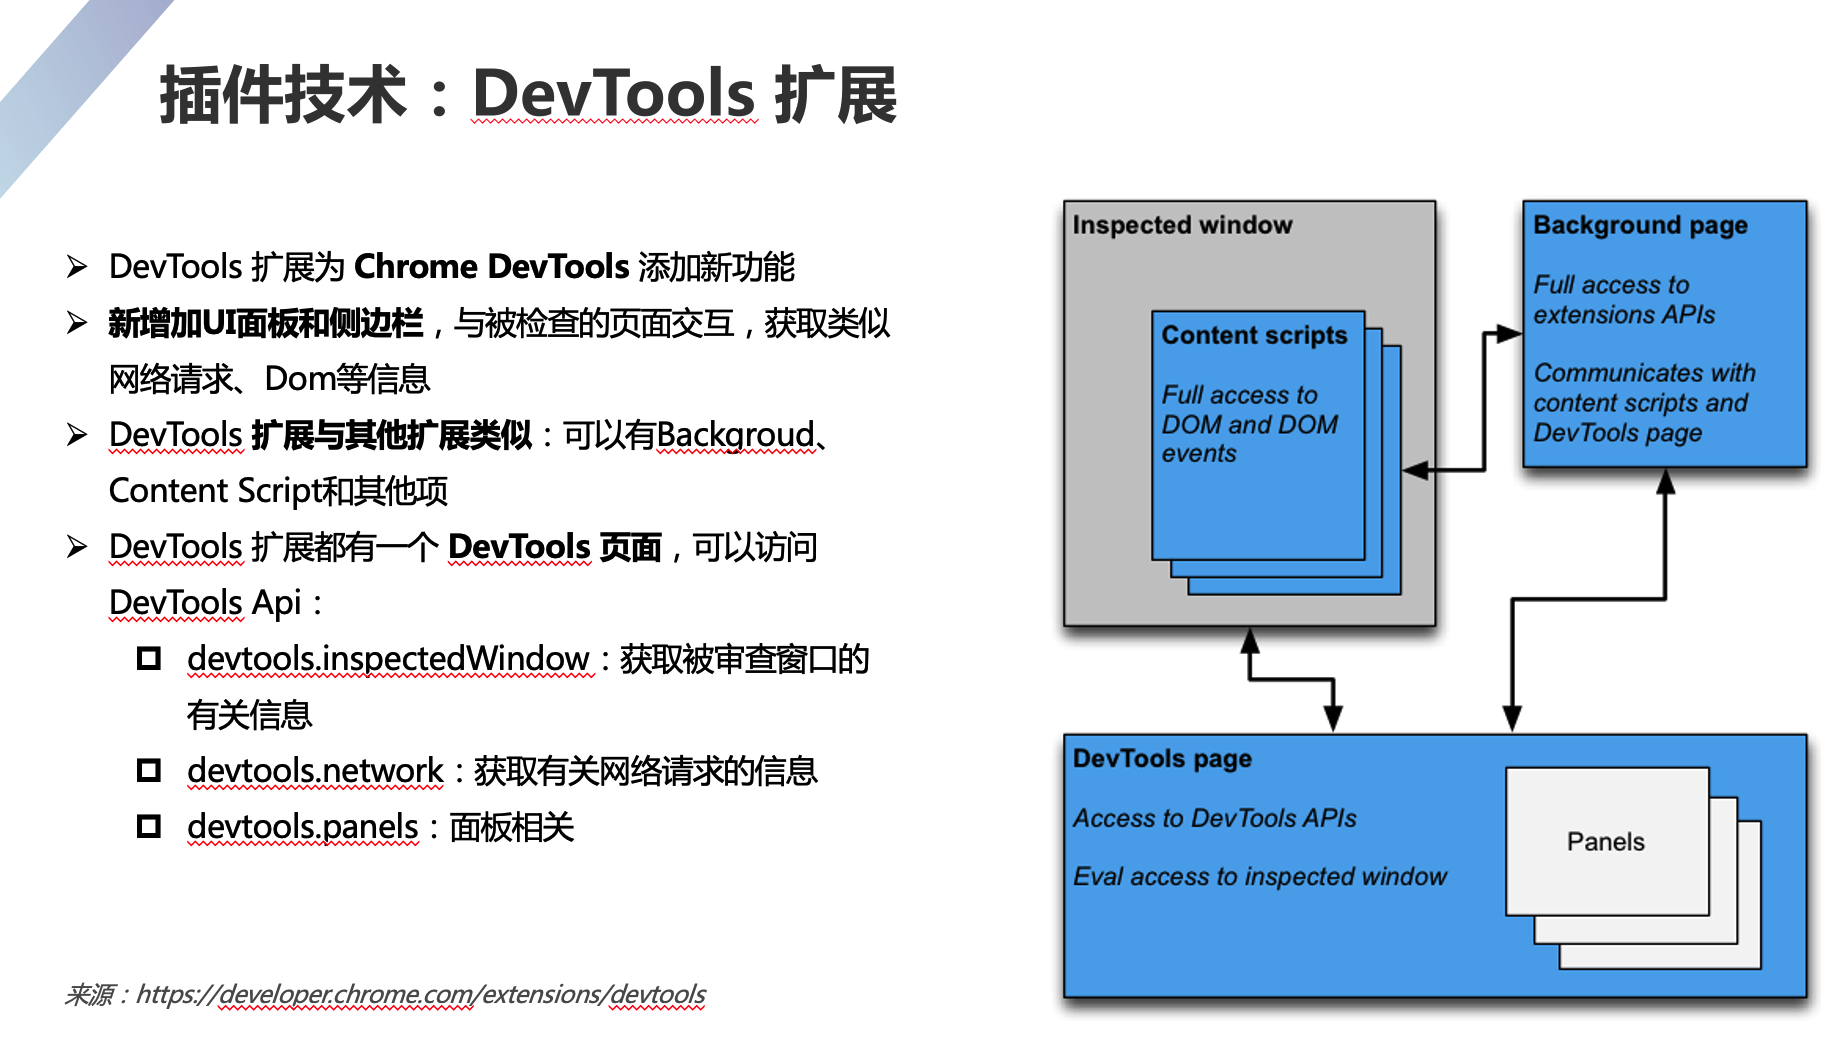 插件技术：DevTools 扩展
DevTools 扩展为 Chrome DevTools 添加新功能
新增加UI面板和侧边栏，与被检查的页面交互，获取类似
网络请求、Dom等信息
DevTools 扩展与其他扩展类似：可以有Backgroud、
Content Script和其他项
DevTools 扩展都有一个 DevTools 页面，可以访问
DevTools Api：
devtools.inspectedWindow：获取被审查窗口的
有关信息
devtools.network：获取有关网络请求的信息
devtools.panels：面板相关
来源：https://developer.chrome.com/extensions/devtools
Inspected window
Content scripts
Full access to
DOM and DOM
events
Background page
Full access to
extensions APIs
Communicates with
content scripts and
DevTools page
DevTools page
Access to DevTools APIs
Eval access to inspected window
Panels